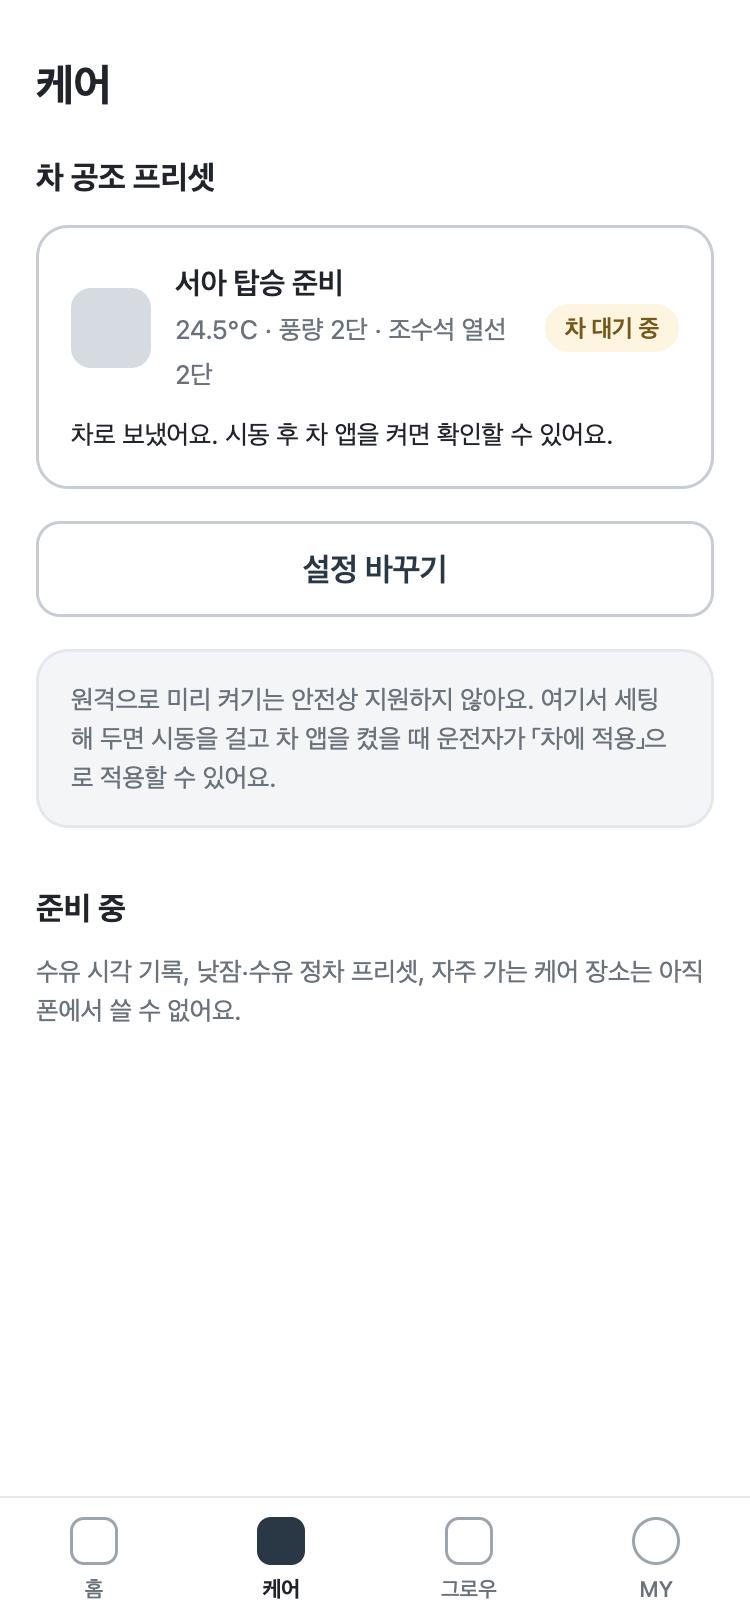 케어
차 공조 프리셋
서아 탑승 준비
24.5°C · 풍량 2단 · 조수석 열선
2단
차 대기 중
차로 보냈어요. 시동 후 차 앱을 켜면 확인할 수 있어요.
설정 바꾸기
원격으로 미리 켜기는 안전상 지원하지 않아요. 여기서 세팅
해 두면 시동을 걸고 차 앱을 켰을 때 운전자가 「차에 적용」으
로 적용할 수 있어요.
준비 중
수유 시각 기록, 낮잠·수유 정차 프리셋, 자주 가는 케어 장소는 아직
폰에서 쓸 수 없어요.
홈
케어
그로우
MY